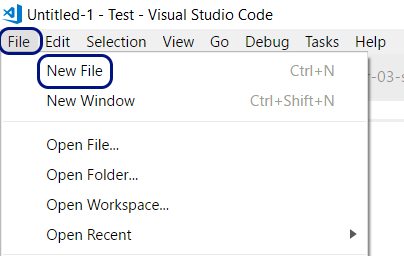 Untitled-1 - Test - Visual Studio Code
File Edit Selection View Go Debug Tasks Help
New File Ctrl+N
New Window Ctrl+Shift+N
Open File...
Open Folder...
Open Workspace...
Open Recent